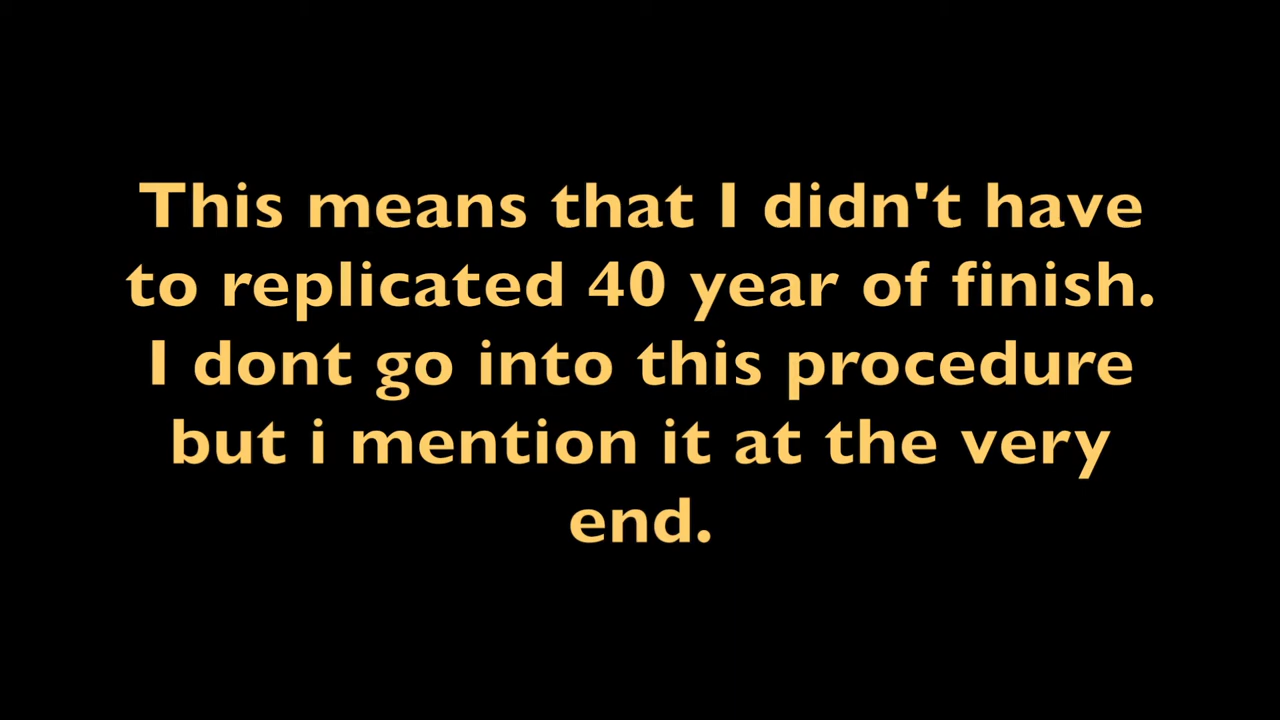 This means that I didn't have
to replicated 40 year of finish.
I dont go into this procedure
but i mention it at the very
end.